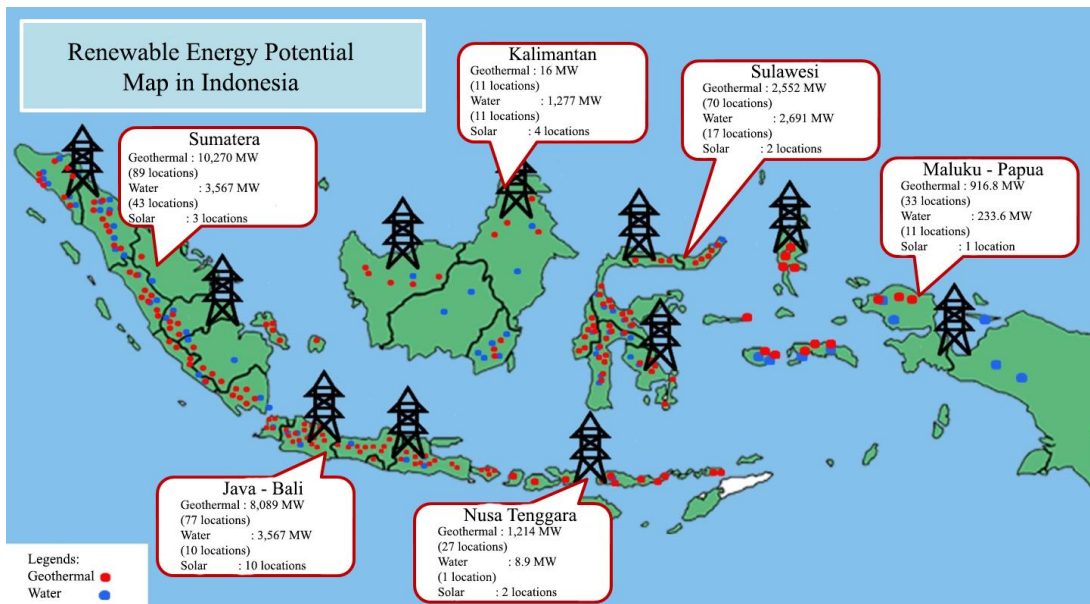 Renewable Energy Potential
Map in Indonesia
Kalimantan
Geothermal : 16 MW
(11 locations)
Water : 1,277 MW
(11 locations)
Solar : 4 locations
Sulawesi
Geothermal : 2,552 MW
(70 locations)
Water : 2,691 MW
(17 locations)
Solar : 2 locations
Sumatera
Geothermal : 10,270 MW
(89 locations)
Water : 3,567 MW
(43 locations)
Solar : 3 locations
Maluku - Papua
Geothermal : 916.8 MW
(33 locations)
Water : 233.6 MW
(11 locations)
Solar : 1 location
Java - Bali
Geothermal : 8,089 MW
(77 locations)
Water : 3,567 MW
(10 locations)
Solar : 10 locations
Nusa Tenggara
Geothermal : 1,214 MW
(27 locations)
Water : 8.9 MW
(1 location)
Solar : 2 locations
Legends:
Geothermal
Water